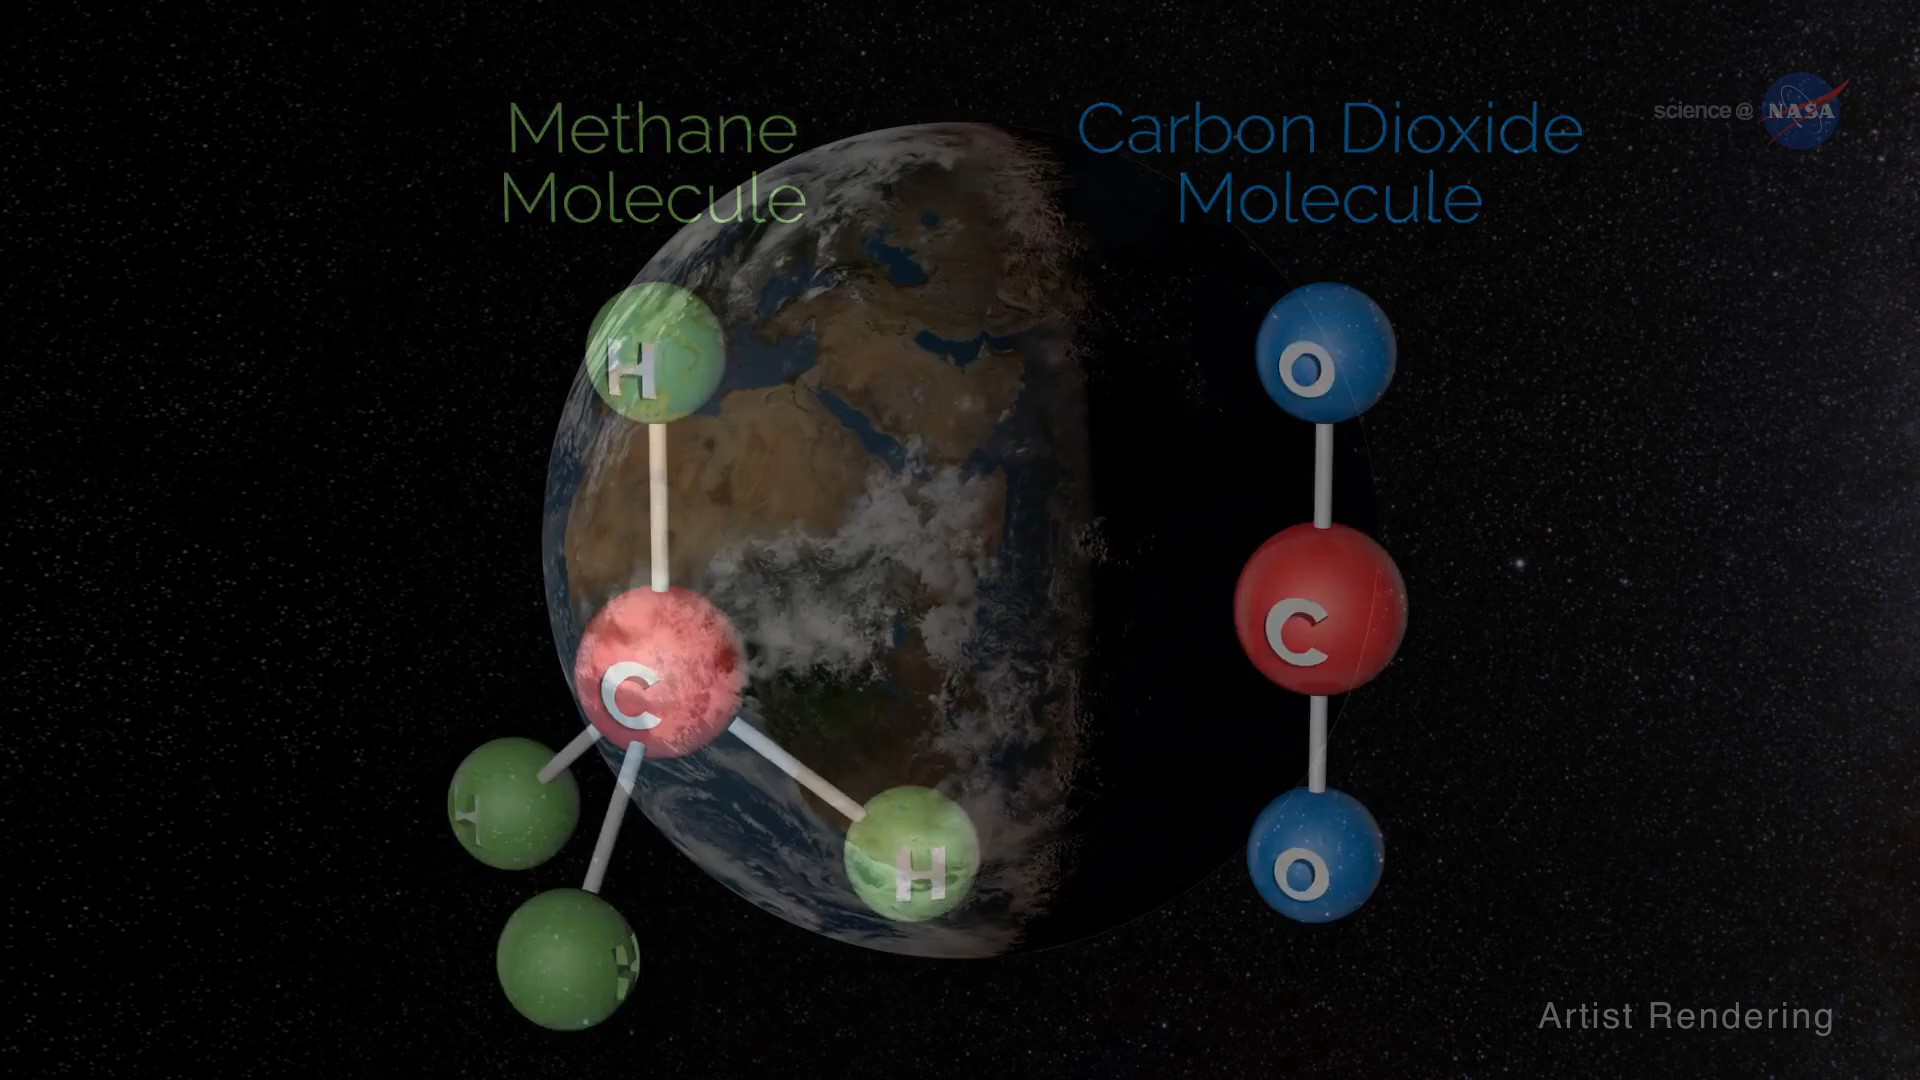 Methane
Molecule
Carbon Dioxide
Molecule
science @ NASA
H
C
H
H
H
O
C
O
Artist Rendering